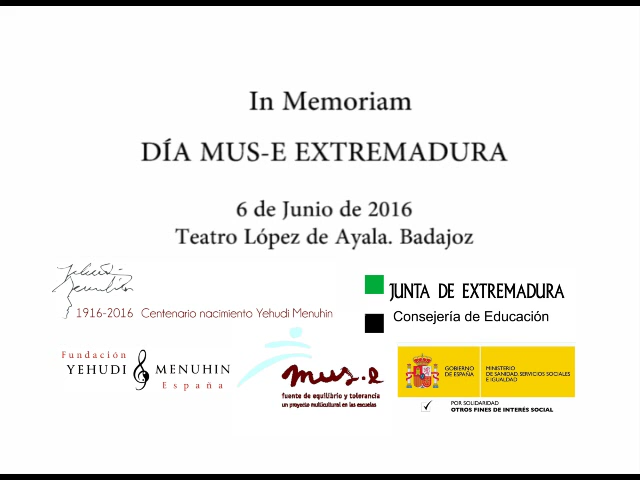 In Memoriam
DÍA MUS-E EXTREMADURA
6 de Junio de 2016
Teatro López de Ayala. Badajoz
Yehudi Menuhin
1916-2016 Centenario nacimiento Yehudi Menuhin
JUNTA DE EXTREMADURA
Consejería de Educación
Fundación
YEHUDI MENUHIN
España
mus-e
fuente de equilibrio y tolerancia
un proyecto multicultural en las escuelas
GOBIERNO
DE ESPAÑA
MINISTERIO
DE SANIDAD, SERVICIOS SOCIALES
E IGUALDAD
POR SOLIDARIDAD
OTROS FINES DE INTERÉS SOCIAL